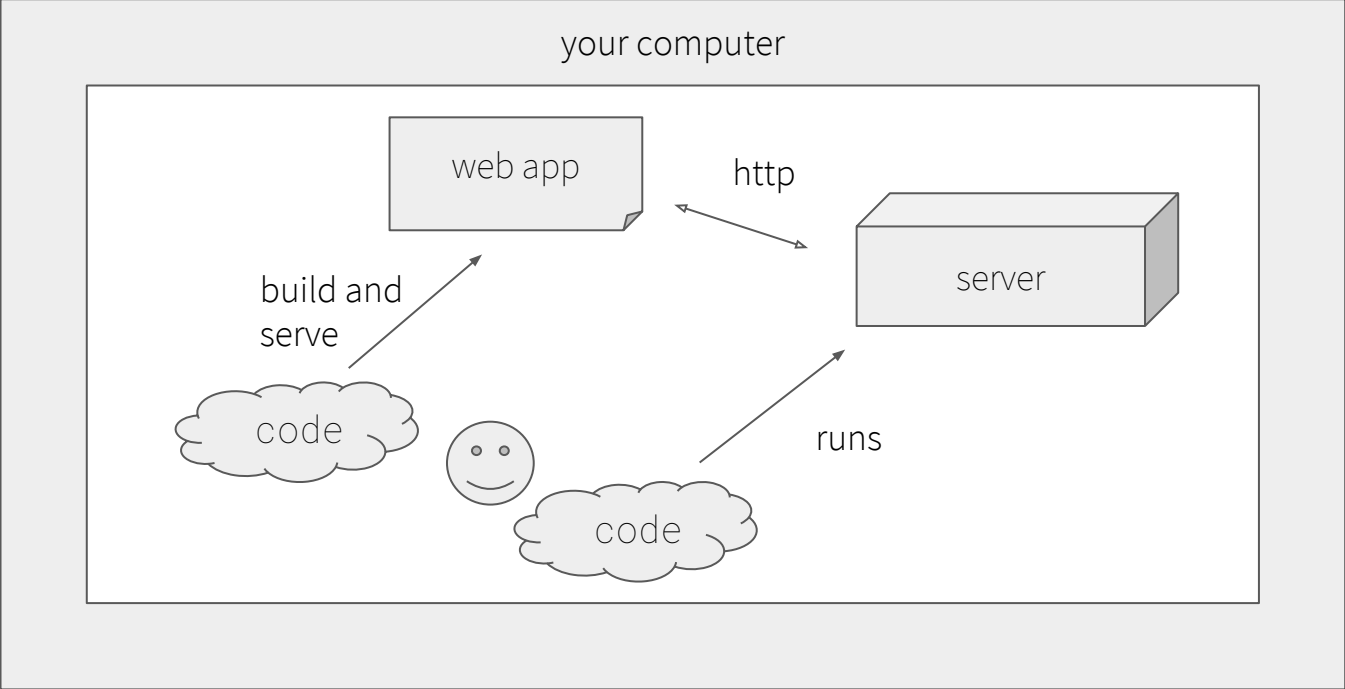 your computer
web app
http
server
build and
serve
code
runs
code